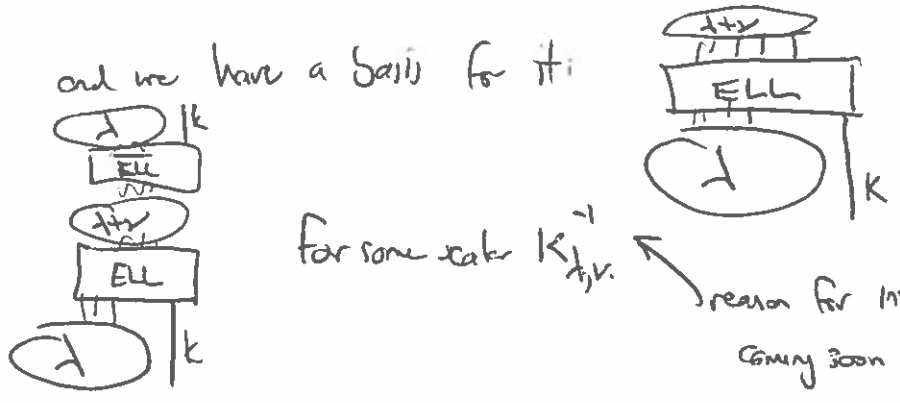 and we have a basis for it:
λ k
ELL
λ+ν
ELL
λ k
λ+ν
ELL
λ k
For some scalar K⁻¹λ,ν.
reason for
coming soon